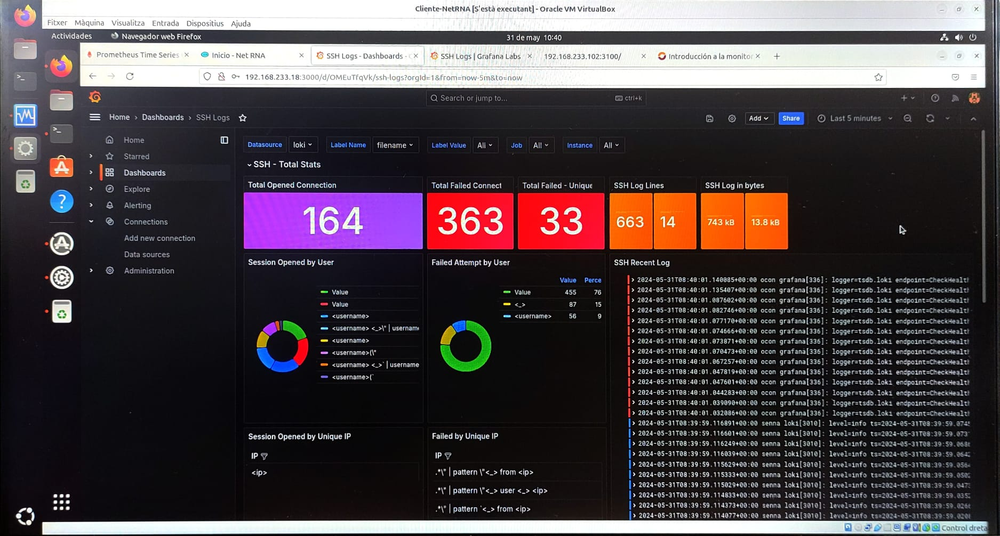 Cliente-NetRNA [S'està executant] - Oracle VM VirtualBox
Fitxer Màquina Visualitza Entrada Dispositius Ajuda
Actividades Navegador web Firefox 31 de may 10:40
Prometheus Time Series
Inicio - Net RNA
SSH Logs - Dashboards -
SSH Logs | Grafana Labs
192.168.233.102:3100/
Introducción a la monitor
192.168.233.18:3000/d/OMEuTfqVk/ssh-logs?orgId=1&from=now-5m&to=now
Search or jump to... ctrl+k
Home > Dashboards > SSH Logs
Add Share Last 5 minutes
Home
Starred
Dashboards
Explore
Alerting
Connections
Add new connection
Data sources
Administration
Datasource loki Label Name filename Label Value All Job All Instance All
SSH - Total Stats
Total Opened Connection
164
Total Failed Connect
363
Total Failed - Unique
33
SSH Log Lines
663 14
SSH Log in bytes
743 kB 13.8 kB
Session Opened by User
Value
Value
<username>
<username> <_>\" | usernam
<username>
<username>(\"
<username> <_>` | username
<username>(`
Failed Attempt by User
Value Perce
Value 455 76
<_> 87 15
<username> 56 9
SSH Recent Log
> 2024-05-31T08:40:01.140085+00:00 ocon grafana[336]: logger=tsdb.loki endpoint=CheckHealth
> 2024-05-31T08:40:01.135407+00:00 ocon grafana[336]: logger=tsdb.loki endpoint=CheckHealth
> 2024-05-31T08:40:01.087602+00:00 ocon grafana[336]: logger=tsdb.loki endpoint=CheckHealth
> 2024-05-31T08:40:01.082746+00:00 ocon grafana[336]: logger=tsdb.loki endpoint=CheckHealth
> 2024-05-31T08:40:01.077170+00:00 ocon grafana[336]: logger=tsdb.loki endpoint=CheckHealth
> 2024-05-31T08:40:01.074666+00:00 ocon grafana[336]: logger=tsdb.loki endpoint=CheckHealth
> 2024-05-31T08:40:01.073871+00:00 ocon grafana[336]: logger=tsdb.loki endpoint=CheckHealth
> 2024-05-31T08:40:01.070473+00:00 ocon grafana[336]: logger=tsdb.loki endpoint=CheckHealth
> 2024-05-31T08:40:01.067257+00:00 ocon grafana[336]: logger=tsdb.loki endpoint=CheckHealth
> 2024-05-31T08:40:01.047819+00:00 ocon grafana[336]: logger=tsdb.loki endpoint=CheckHealth
> 2024-05-31T08:40:01.047601+00:00 ocon grafana[336]: logger=tsdb.loki endpoint=CheckHealth
> 2024-05-31T08:40:01.044283+00:00 ocon grafana[336]: logger=tsdb.loki endpoint=CheckHealth
> 2024-05-31T08:40:01.039090+00:00 ocon grafana[336]: logger=tsdb.loki endpoint=CheckHealth
> 2024-05-31T08:40:01.032086+00:00 ocon grafana[336]: logger=tsdb.loki endpoint=CheckHealth
> 2024-05-31T08:39:59.116891+00:00 senna loki[3010]: level=info ts=2024-05-31T08:39:59.0745
> 2024-05-31T08:39:59.116601+00:00 senna loki[3010]: level=info ts=2024-05-31T08:39:59.073
> 2024-05-31T08:39:59.116249+00:00 senna loki[3010]: level=info ts=2024-05-31T08:39:59.068
> 2024-05-31T08:39:59.116039+00:00 senna loki[3010]: level=info ts=2024-05-31T08:39:59.0642
> 2024-05-31T08:39:59.115629+00:00 senna loki[3010]: level=info ts=2024-05-31T08:39:59.0564
> 2024-05-31T08:39:59.115333+00:00 senna loki[3010]: level=info ts=2024-05-31T08:39:59.0502
> 2024-05-31T08:39:59.115029+00:00 senna loki[3010]: level=info ts=2024-05-31T08:39:59.0473
> 2024-05-31T08:39:59.114833+00:00 senna loki[3010]: level=info ts=2024-05-31T08:39:59.0352
> 2024-05-31T08:39:59.114373+00:00 senna loki[3010]: level=info ts=2024-05-31T08:39:59.0266
> 2024-05-31T08:39:59.114077+00:00 senna loki[3010]: level=info ts=2024-05-31T08:39:59.0208
Session Opened by Unique IP
IP
<ip>
Failed by Unique IP
IP
.*\" | pattern \"<_> from <ip>
.*\" | pattern \"<_> user <_> <ip>
.*\" | pattern `<_> from <ip>
Control dreta